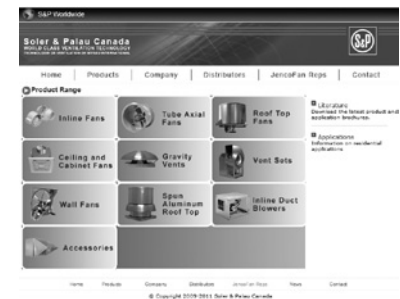 S&P Worldwide
Soler & Palau Canada
WORLD CLASS VENTILATION TECHNOLOGY
S&P
Home
Products
Company
Distributors
JencoFan Reps
Contact
Product Range
Inline Fans
Tube Axial
Fans
Roof Top
Fans
Literature
Download the latest product and
application brochures.
Applications
Information on residential
applications
Ceiling and
Cabinet Fans
Gravity
Vents
Vent Sets
Wall Fans
Spun
Aluminum
Roof Top
Inline Duct
Blowers
Accessories
Home
Products
Company
Distributors
JencoFan Reps
News
Contact
© Copyright 2009-2011 Soler & Palau Canada